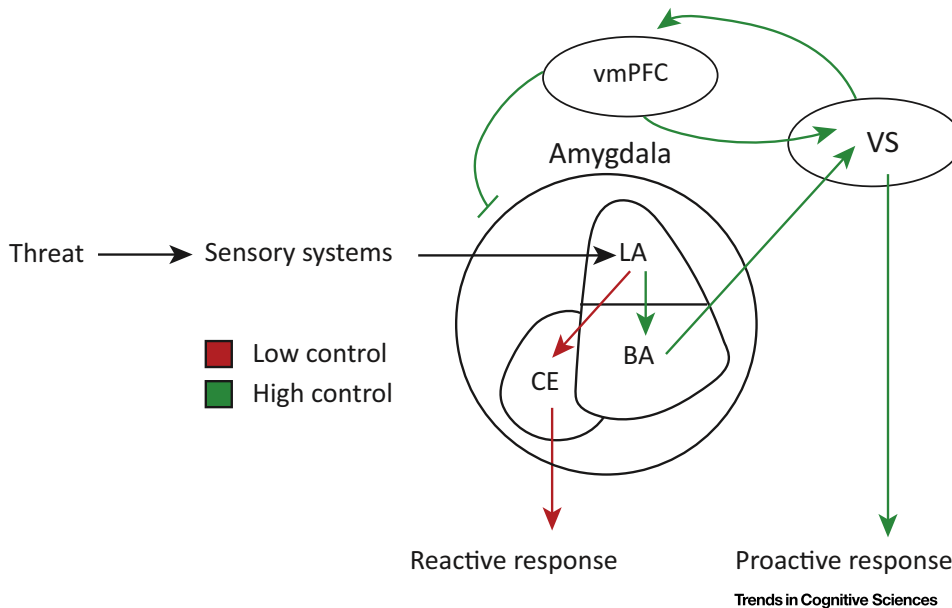 vmPFC
VS
Amygdala
Threat
Sensory systems
LA
Low control
High control
CE
BA
Reactive response
Proactive response
Trends in Cognitive Sciences